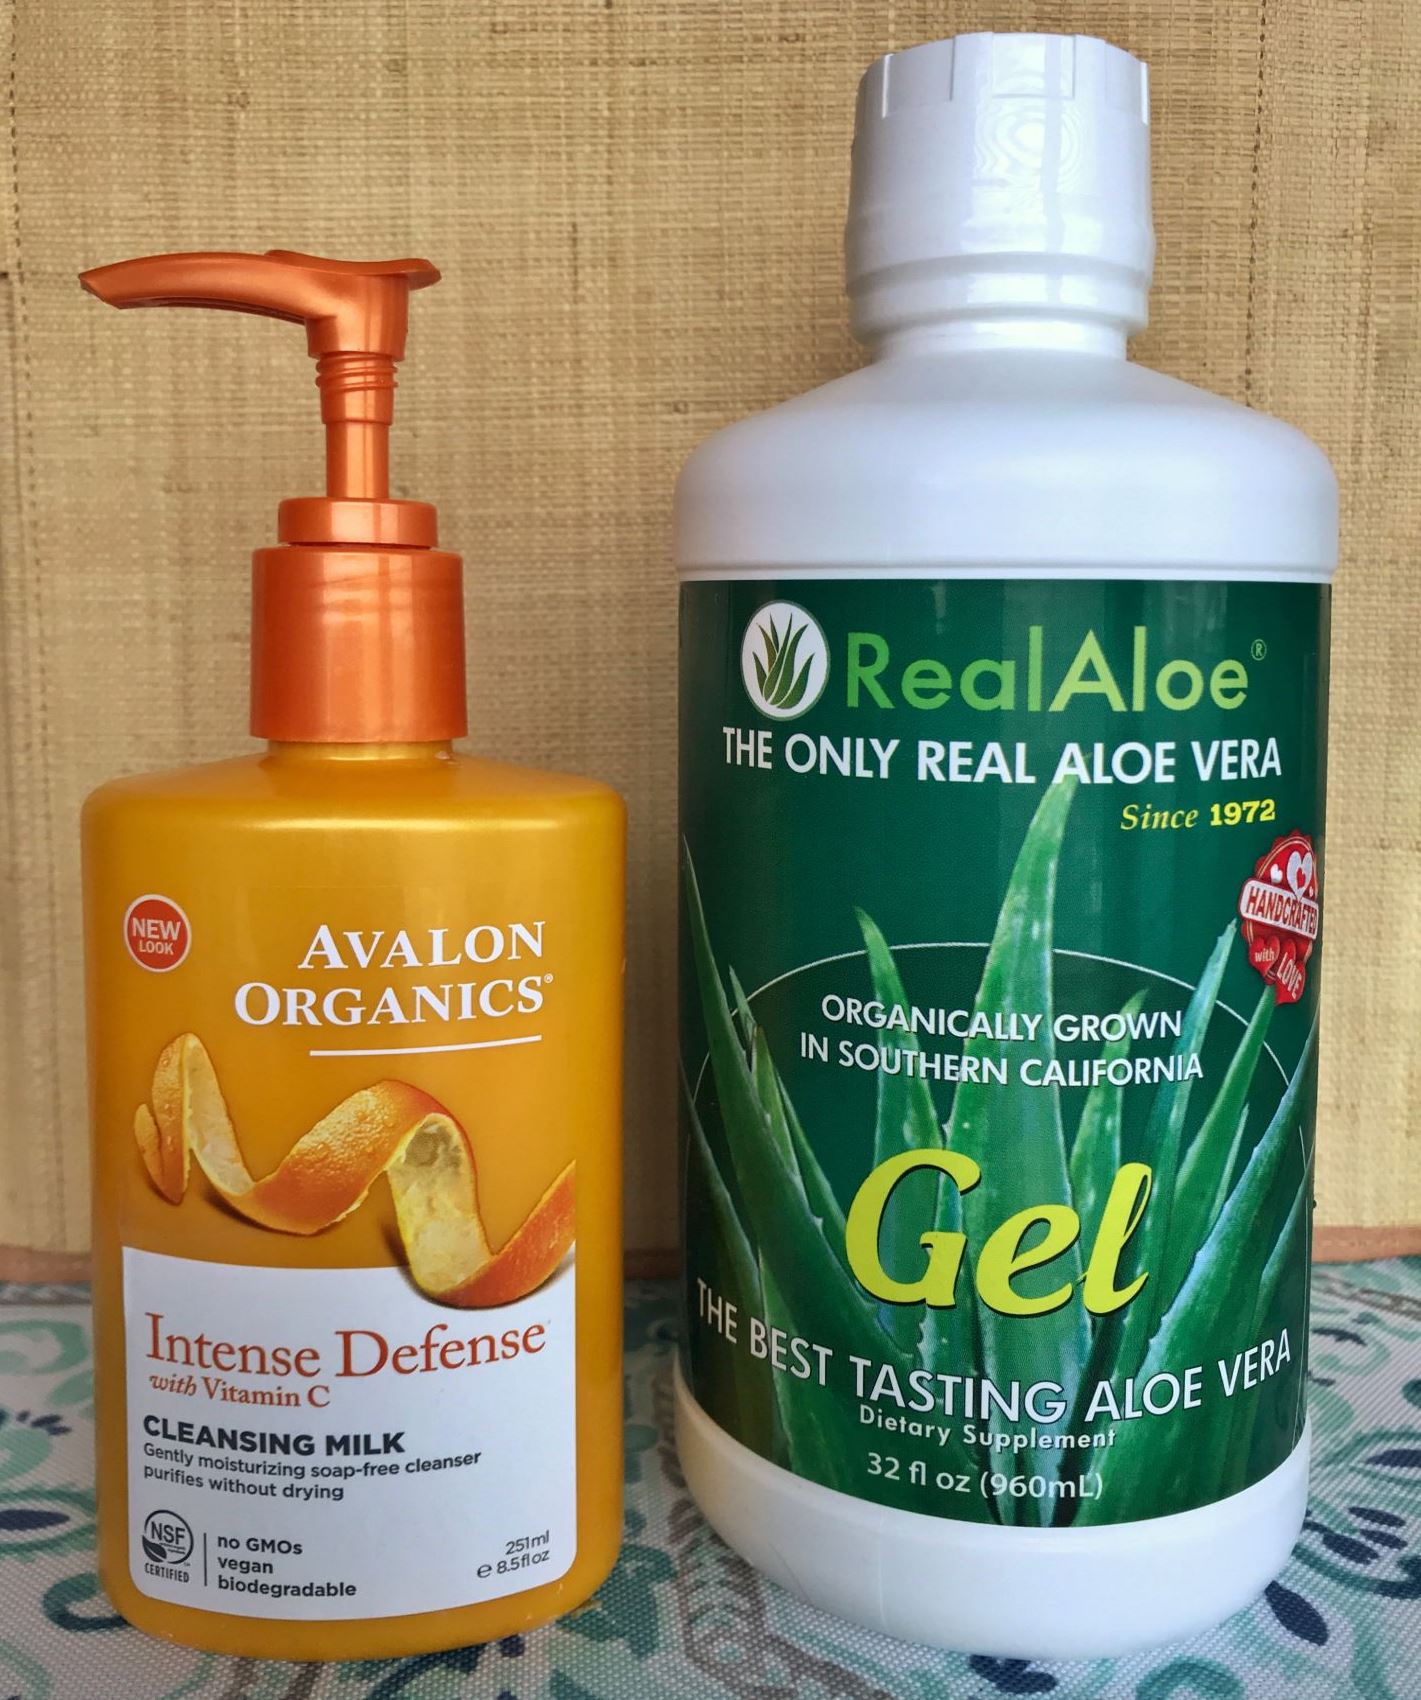 NEW
LOOK
AVALON
ORGANICS®
Intense Defense
with Vitamin C
CLEANSING MILK
Gently moisturizing soap-free cleanser
purifies without drying
NSF
CERTIFIED
no GMOs
vegan
biodegradable
251ml
e 8.5fl oz
RealAloe®
THE ONLY REAL ALOE VERA
Since 1972
HANDCRAFTED
with LOVE
ORGANICALLY GROWN
IN SOUTHERN CALIFORNIA
Gel
THE BEST TASTING ALOE VERA
Dietary Supplement
32 fl oz (960mL)